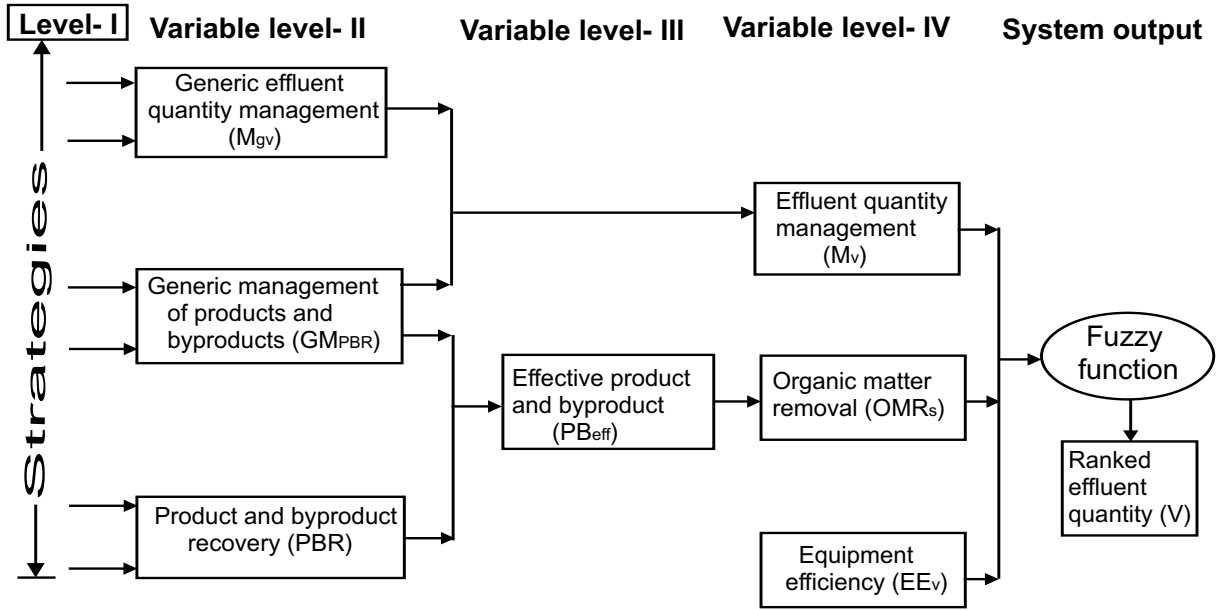 Level- I
Variable level- II
Variable level- III
Variable level- IV
System output
Strategies
Generic effluent
quantity management
(Mgv)
Generic management
of products and
byproducts (GMPBR)
Product and byproduct
recovery (PBR)
Effective product
and byproduct
(PBeff)
Effluent quantity
management
(Mv)
Organic matter
removal (OMRs)
Equipment
efficiency (EEv)
Fuzzy
function
Ranked
effluent
quantity (V)